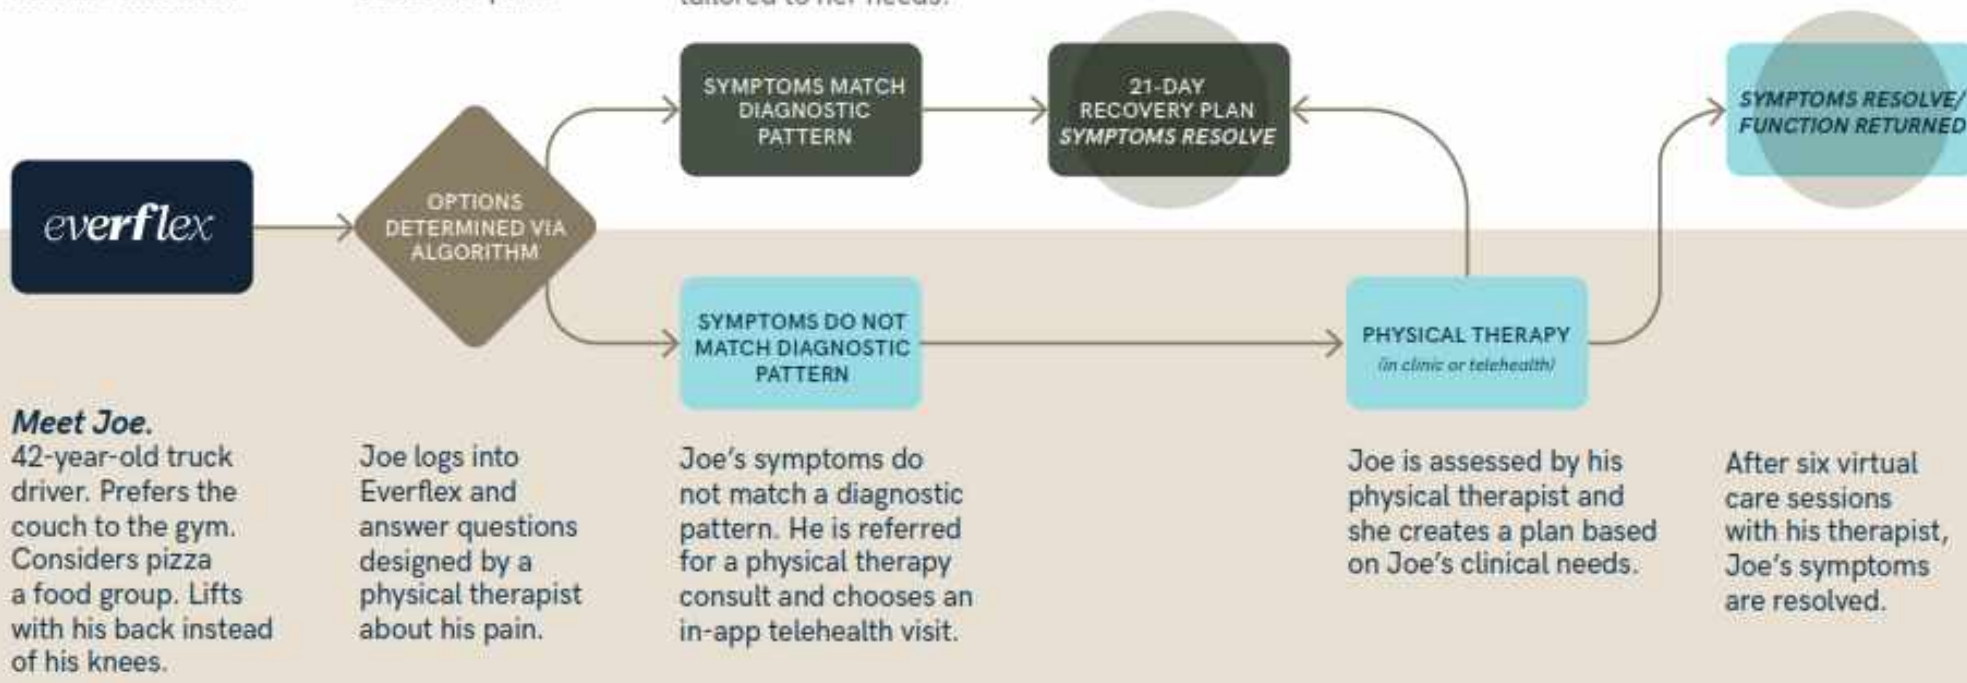 tailored to her needs.
SYMPTOMS MATCH
DIAGNOSTIC
PATTERN
21-DAY
RECOVERY PLAN
SYMPTOMS RESOLVE
SYMPTOMS RESOLVE/
FUNCTION RETURNED
everflex
OPTIONS
DETERMINED VIA
ALGORITHM
SYMPTOMS DO NOT
MATCH DIAGNOSTIC
PATTERN
PHYSICAL THERAPY
(in clinic or telehealth)
Meet Joe.
42-year-old truck
driver. Prefers the
couch to the gym.
Considers pizza
a food group. Lifts
with his back instead
of his knees.
Joe logs into
Everflex and
answer questions
designed by a
physical therapist
about his pain.
Joe's symptoms do
not match a diagnostic
pattern. He is referred
for a physical therapy
consult and chooses an
in-app telehealth visit.
Joe is assessed by his
physical therapist and
she creates a plan based
on Joe's clinical needs.
After six virtual
care sessions
with his therapist,
Joe's symptoms
are resolved.